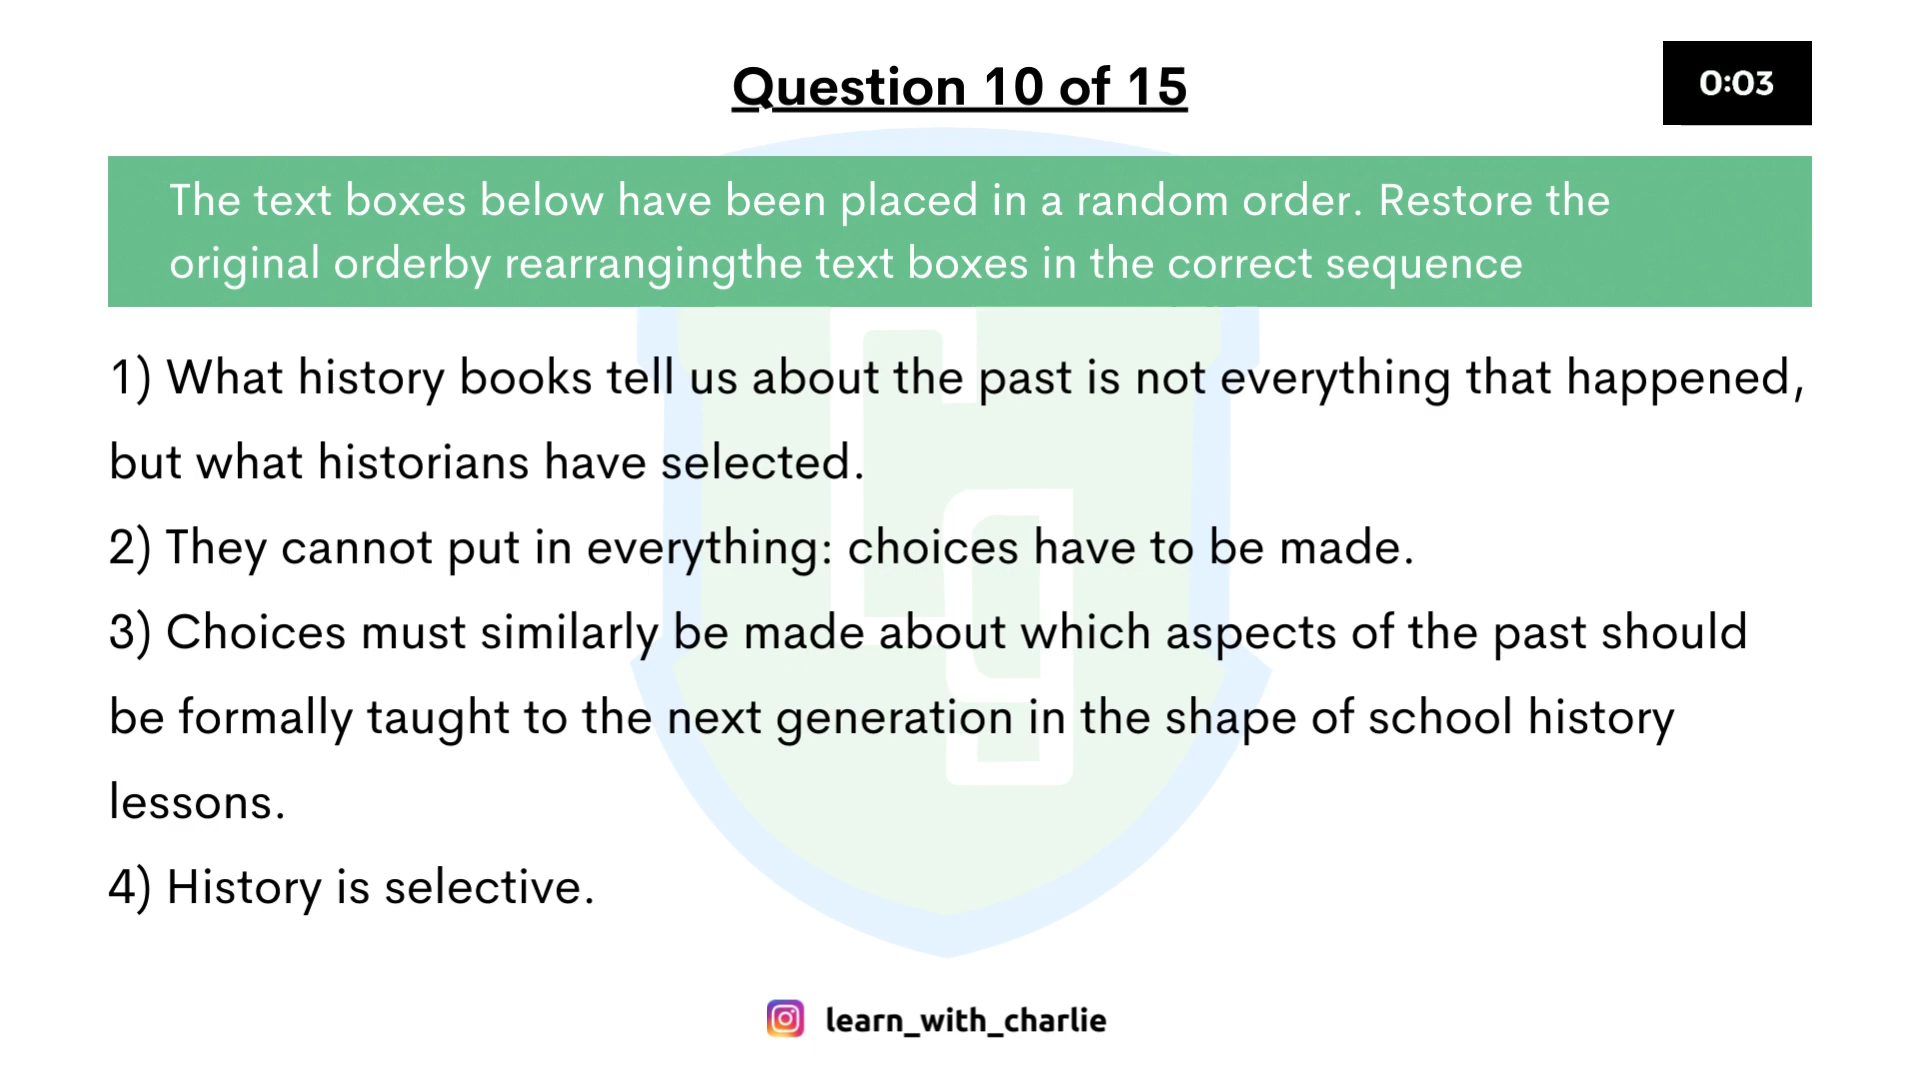 Question 10 of 15
0:03
The text boxes below have been placed in a random order. Restore the
original orderby rearrangingthe text boxes in the correct sequence
1) What history books tell us about the past is not everything that happened,
but what historians have selected.
2) They cannot put in everything: choices have to be made.
3) Choices must similarly be made about which aspects of the past should
be formally taught to the next generation in the shape of school history
lessons.
4) History is selective.
learn_with_charlie